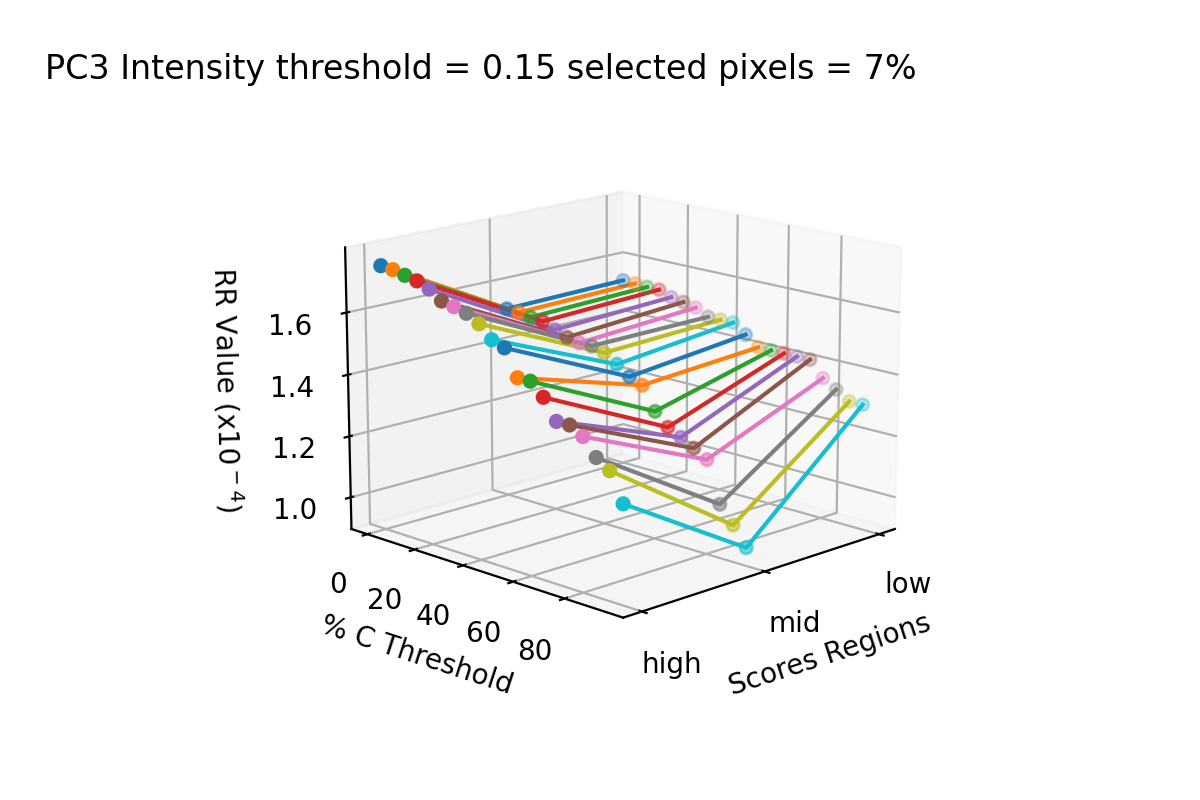 PC3 Intensity threshold = 0.15 selected pixels = 7%
RR Value (x10⁻⁴)
1.6
1.4
1.2
1.0
0
20
40
60
80
% C Threshold
high
mid
low
Scores Regions